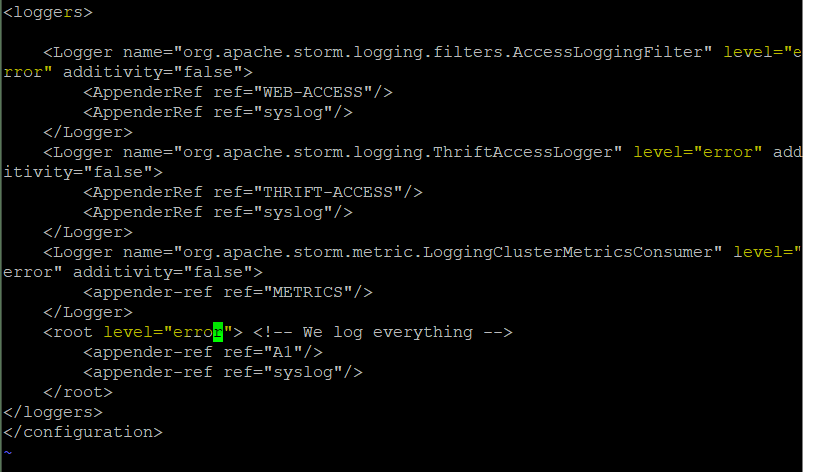 <loggers>
    <Logger name="org.apache.storm.logging.filters.AccessLoggingFilter" level="e
rror" additivity="false">
        <AppenderRef ref="WEB-ACCESS"/>
        <AppenderRef ref="syslog"/>
    </Logger>
    <Logger name="org.apache.storm.logging.ThriftAccessLogger" level="error" add
itivity="false">
        <AppenderRef ref="THRIFT-ACCESS"/>
        <AppenderRef ref="syslog"/>
    </Logger>
    <Logger name="org.apache.storm.metric.LoggingClusterMetricsConsumer" level="
error" additivity="false">
        <appender-ref ref="METRICS"/>
    </Logger>
    <root level="error"> <!-- We log everything -->
        <appender-ref ref="A1"/>
        <appender-ref ref="syslog"/>
    </root>
</loggers>
</configuration>
~